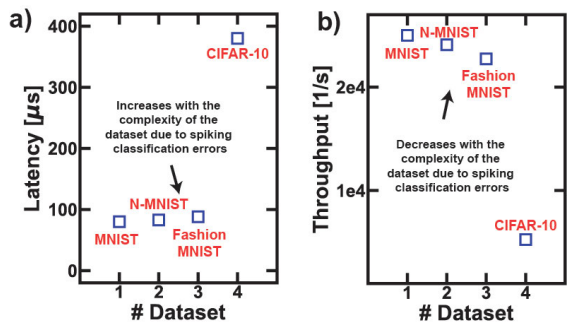 a)
Latency [µs]
400
300
200
100
0
CIFAR-10
Increases with the
complexity of the
dataset due to spiking
classification errors
N-MNIST
MNIST
Fashion
MNIST
1 2 3 4
# Dataset
b)
Throughput [1/s]
2e4
1e4
N-MNIST
MNIST
Fashion
MNIST
Decreases with the
complexity of the
dataset due to spiking
classification errors
CIFAR-10
1 2 3 4
# Dataset